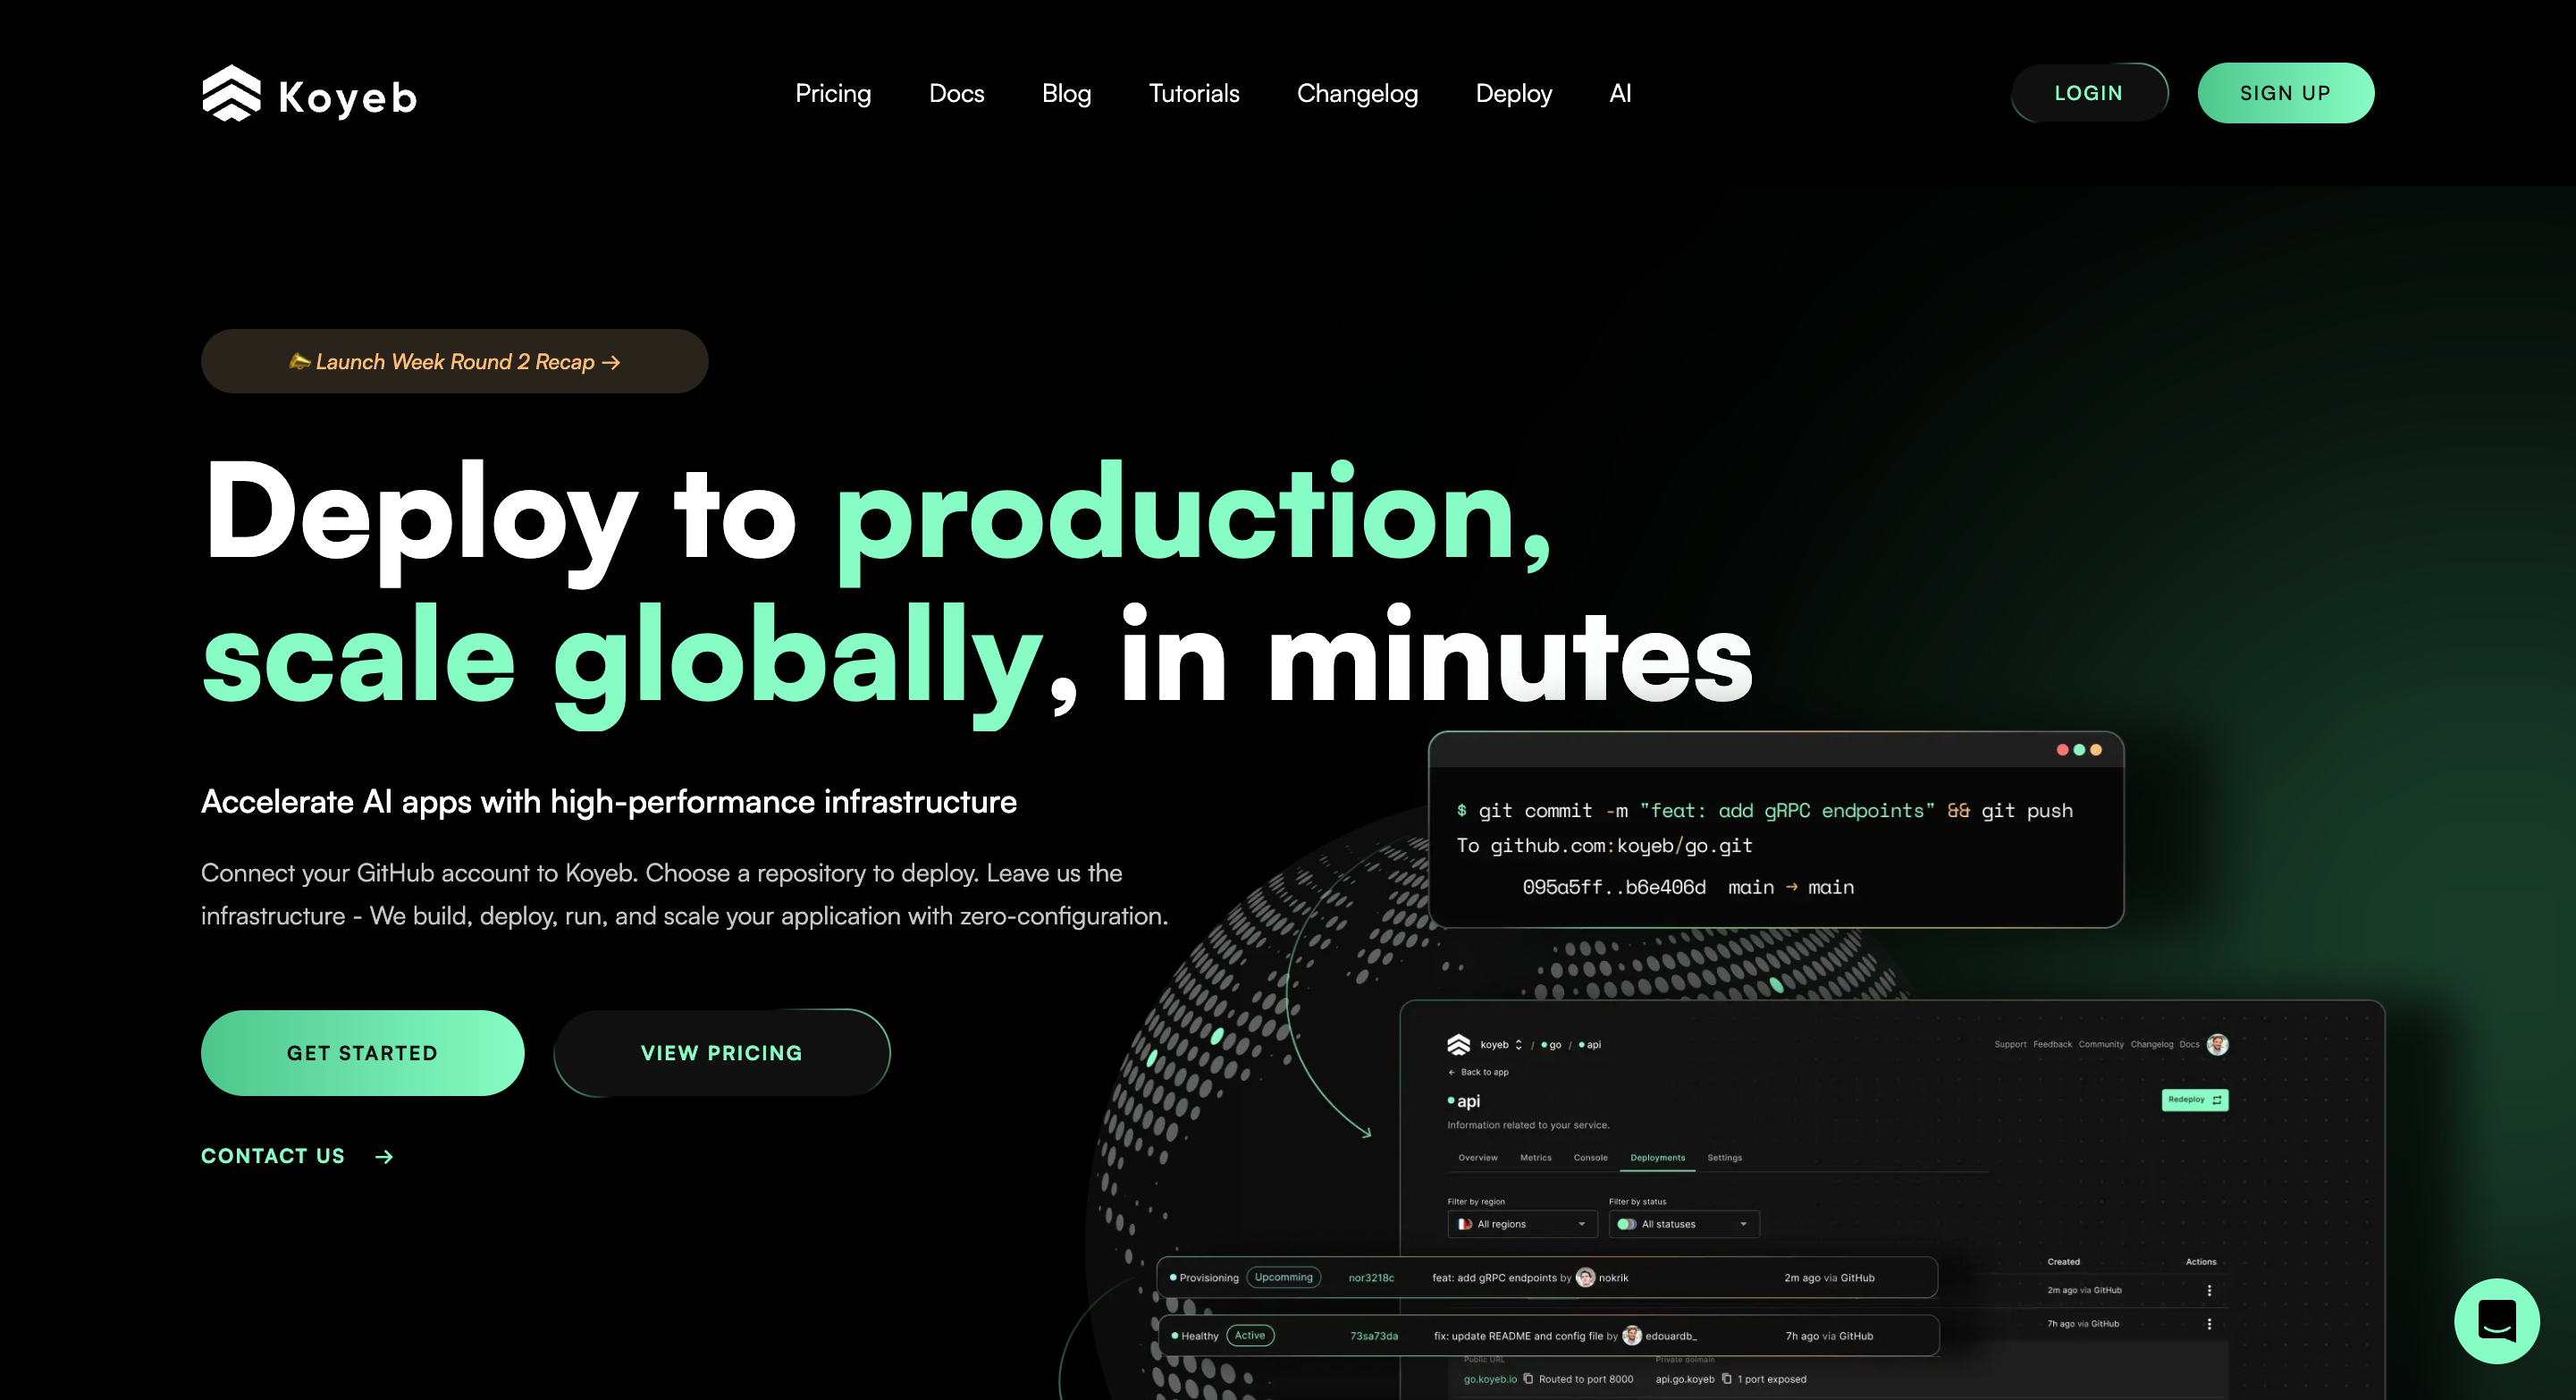 Koyeb
Pricing Docs Blog Tutorials Changelog Deploy AI
LOGIN
SIGN UP
Launch Week Round 2 Recap →
Deploy to production,
scale globally, in minutes
Accelerate AI apps with high-performance infrastructure
Connect your GitHub account to Koyeb. Choose a repository to deploy. Leave us the
infrastructure - We build, deploy, run, and scale your application with zero-configuration.
GET STARTED
VIEW PRICING
CONTACT US →
$ git commit -m "feat: add gRPC endpoints" && git push
To github.com:koyeb/go.git
095a5ff..b6e406d main → main
koyeb / go / api
Support Feedback Community Changelog Docs
← Back to app
api
Redeploy
Information related to your service.
Overview Metrics Console Deployments Settings
Filter by region
Filter by status
All regions
All statuses
Created Actions
Provisioning Upcomming nor3218c feat: add gRPC endpoints by nokrik 2m ago via GitHub
2m ago via GitHub
Healthy Active 73sa73da fix: update README and config file by edouardb_ 7h ago via GitHub
7h ago via GitHub
Public URL
Private doimain
go.koyeb.io Routed to port 8000
api.go.koyeb 1 port exposed